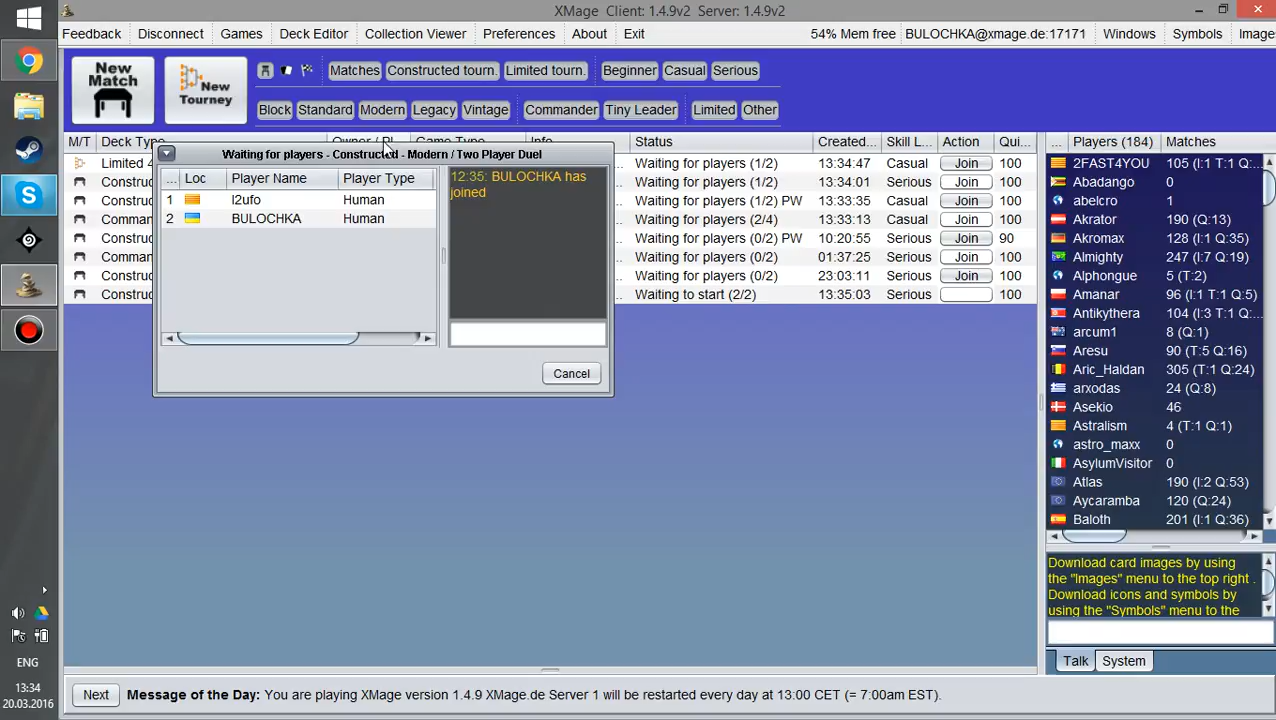 XMage Client: 1.4.9v2 Server: 1.4.9v2
Feedback Disconnect Games Deck Editor Collection Viewer Preferences About Exit 54% Mem free BULOCHKA@xmage.de:17171 Windows Symbols Image
New Match
New Tourney
Matches Constructed tourn. Limited tourn. Beginner Casual Serious
Block Standard Modern Legacy Vintage Commander Tiny Leader Limited Other
M/T Deck Type Owner / Pl Game Type Info Status Created... Skill L... Action Qui... ... Players (184) Matches
Limited 4 Waiting for players (1/2) 13:34:47 Casual Join 100
Construc Waiting for players (1/2) 13:34:01 Casual Join 100
Construc Waiting for players (1/2) PW 13:33:35 Casual Join 100
Comman Waiting for players (2/4) 13:33:13 Casual Join 100
Construc Waiting for players (0/2) PW 10:20:55 Serious Join 90
Comman Waiting for players (0/2) 01:37:25 Serious Join 100
Construc Waiting for players (0/2) 23:03:11 Serious Join 100
Construc Waiting to start (2/2) 13:35:03 Serious 100
Waiting for players - Constructed - Modern / Two Player Duel
... Loc Player Name Player Type
1 l2ufo Human
2 BULOCHKA Human
12:35: BULOCHKA has
joined
Cancel
2FAST4YOU 105 (I:1 T:1 Q:...
Abadango 0
abelcro 1
Akrator 190 (Q:13)
Akromax 128 (I:1 Q:35)
Almighty 247 (I:7 Q:19)
Alphongue 5 (T:2)
Amanar 96 (I:1 T:1 Q:5)
Antikythera 104 (I:3 T:1 Q:...
arcum1 8 (Q:1)
Aresu 90 (T:5 Q:16)
Aric_Haldan 305 (T:1 Q:24)
arxodas 24 (Q:8)
Asekio 46
Astralism 4 (T:1 Q:1)
astro_maxx 0
AsylumVisitor 0
Atlas 190 (I:2 Q:53)
Aycaramba 120 (Q:24)
Baloth 201 (I:1 Q:36)
Download card images by using
the "Images" menu to the top right .
Download icons and symbols by
using the "Symbols" menu to the
Talk System
Next Message of the Day: You are playing XMage version 1.4.9 XMage.de Server 1 will be restarted every day at 13:00 CET (= 7:00am EST).
ENG
13:34
20.03.2016